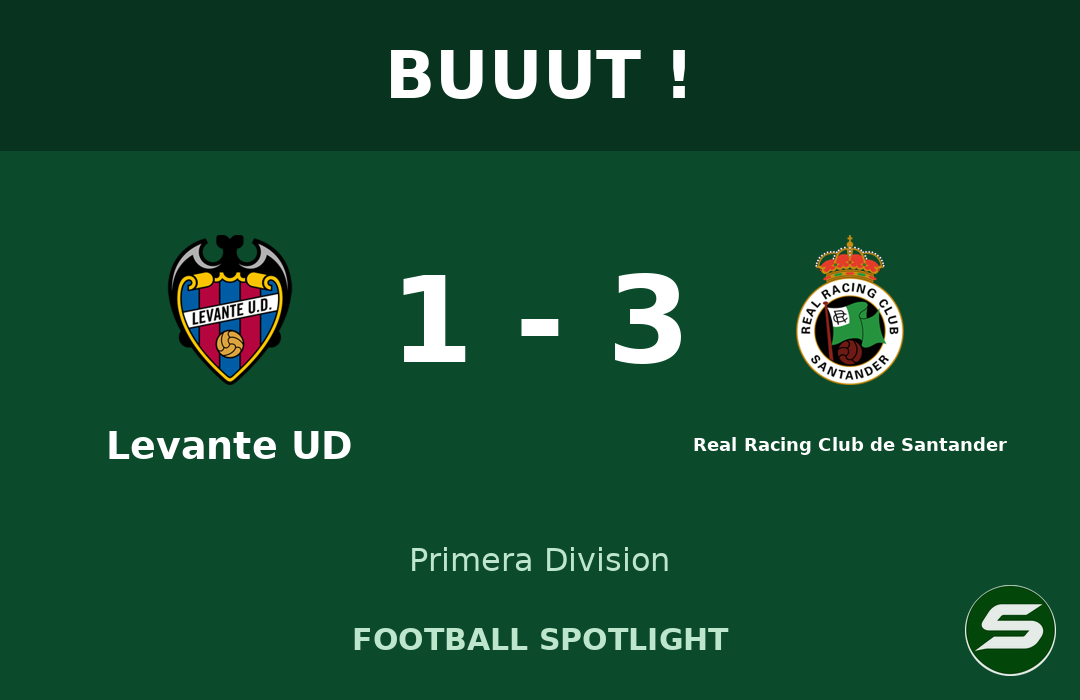 BUUUT !
LEVANTE U.D.
1 - 3
REAL RACING CLUB
SANTANDER
Levante UD
Real Racing Club de Santander
Primera Division
FOOTBALL SPOTLIGHT
S